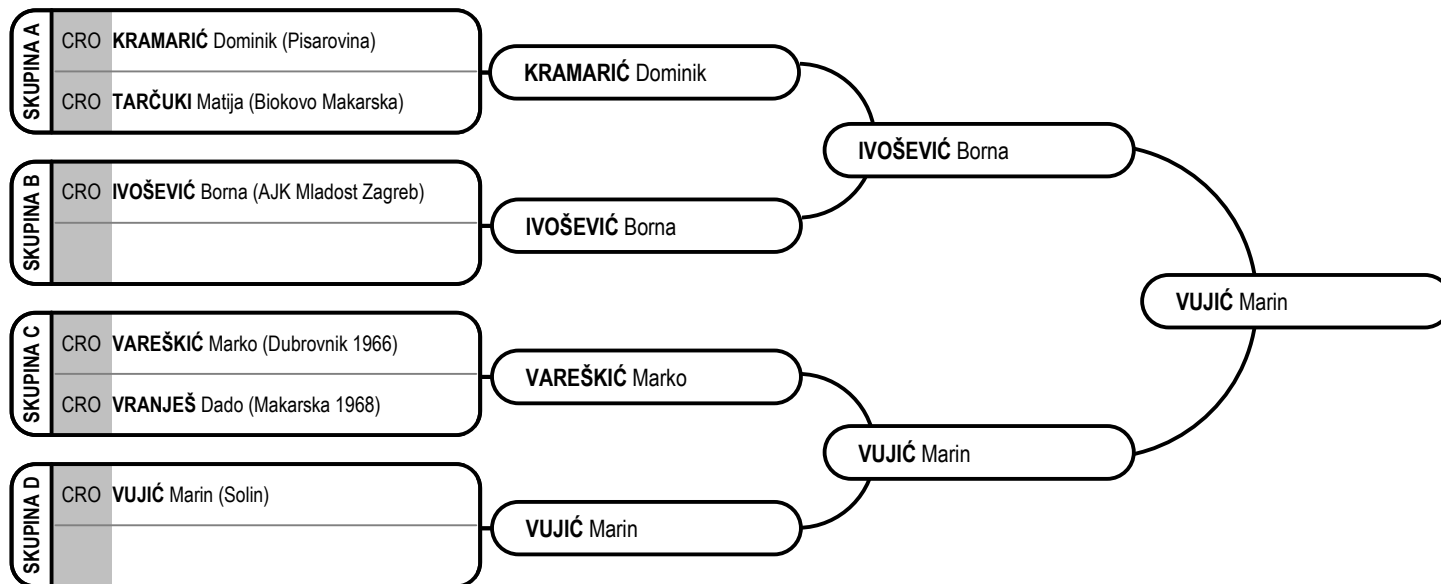 SKUPINA A
CRO KRAMARIĆ Dominik (Pisarovina)
CRO TARČUKI Matija (Biokovo Makarska)
SKUPINA B
CRO IVOŠEVIĆ Borna (AJK Mladost Zagreb)
SKUPINA C
CRO VAREŠKIĆ Marko (Dubrovnik 1966)
CRO VRANJEŠ Dado (Makarska 1968)
SKUPINA D
CRO VUJIĆ Marin (Solin)
KRAMARIĆ Dominik
IVOŠEVIĆ Borna
VAREŠKIĆ Marko
VUJIĆ Marin
IVOŠEVIĆ Borna
VUJIĆ Marin
VUJIĆ Marin